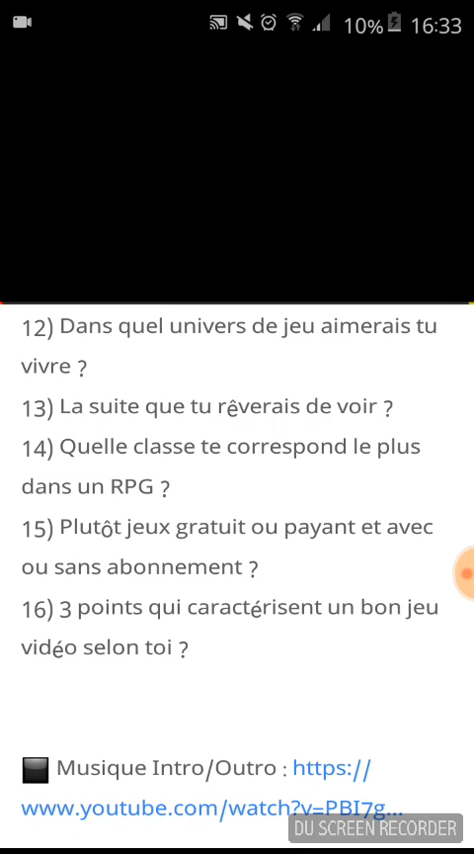 10% 16:33
12) Dans quel univers de jeu aimerais tu
vivre ?
13) La suite que tu rêverais de voir ?
14) Quelle classe te correspond le plus
dans un RPG ?
15) Plutôt jeux gratuit ou payant et avec
ou sans abonnement ?
16) 3 points qui caractérisent un bon jeu
vidéo selon toi ?
Musique Intro/Outro : https://
www.youtube.com/watch?v=PBI7g...
DU SCREEN RECORDER